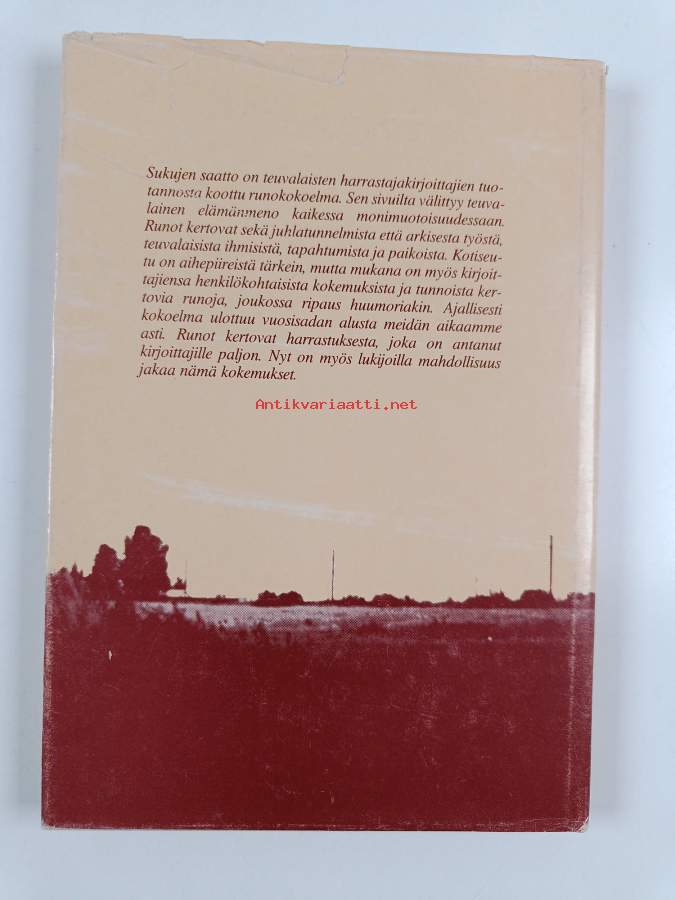 Sukujen saatto on teuvalaisten harrastajakirjoittajien tuo-
tannosta koottu runokokoelma. Sen sivuilta välittyy teuva-
lainen elämänmeno kaikessa monimuotoisuudessaan.
Runot kertovat sekä juhlatunnelmista että arkisesta työstä,
teuvalaisista ihmisistä, tapahtumista ja paikoista. Kotiseu-
tu on aihepiireistä tärkein, mutta mukana on myös kirjoit-
tajiensa henkilökohtaisista kokemuksista ja tunnoista ker-
tovia runoja, joukossa ripaus huumoriakin. Ajallisesti
kokoelma ulottuu vuosisadan alusta meidän aikaamme
asti. Runot kertovat harrastuksesta, joka on antanut
kirjoittajille paljon. Nyt on myös lukijoilla mahdollisuus
jakaa nämä kokemukset.
Antikvariaatti.net